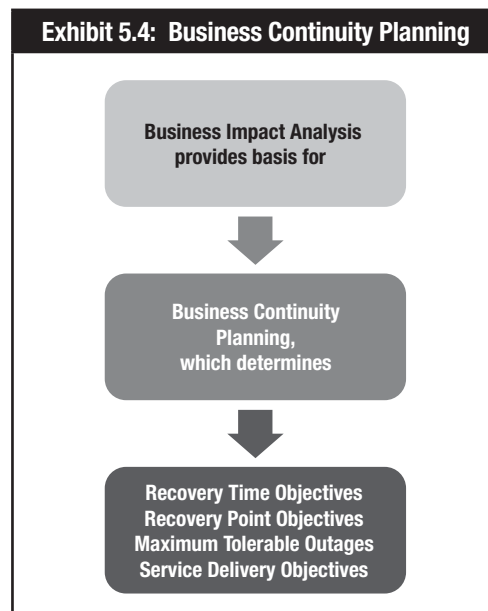 Exhibit 5.4: Business Continuity Planning
Business Impact Analysis
provides basis for
Business Continuity
Planning,
which determines
Recovery Time Objectives
Recovery Point Objectives
Maximum Tolerable Outages
Service Delivery Objectives